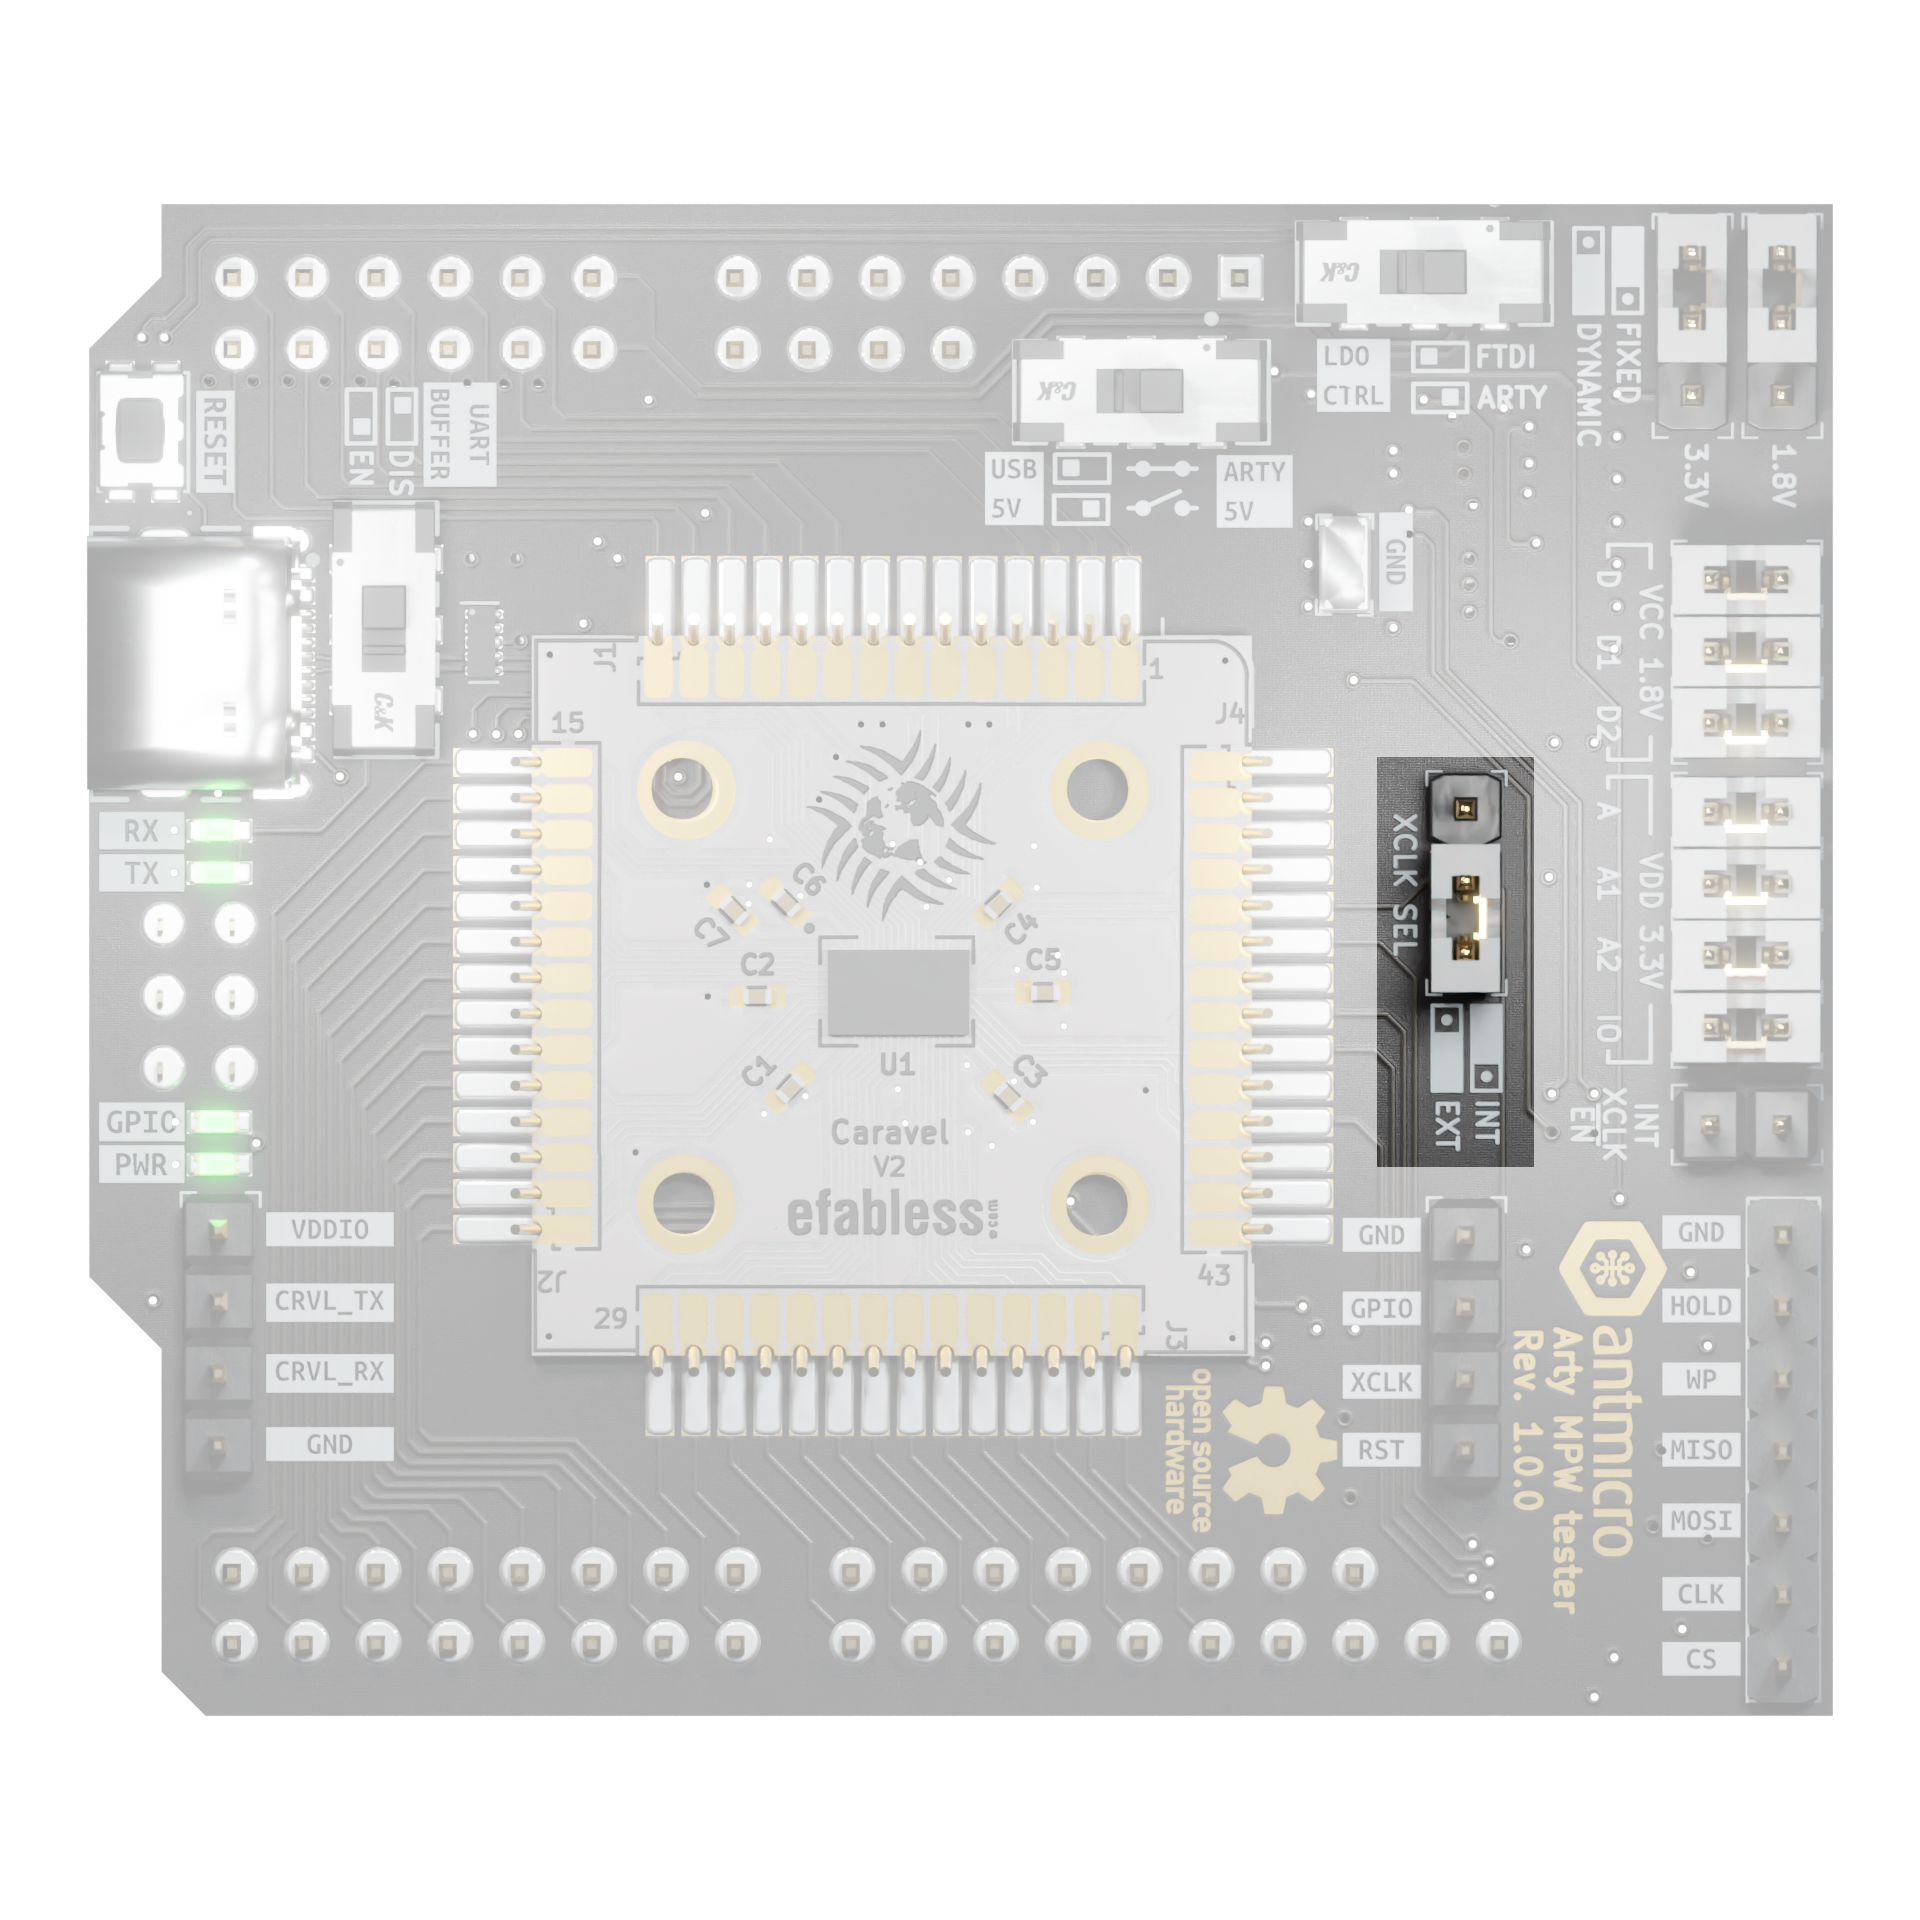 C&K
FTDI
ARTY
LDO
CTRL
DYNAMIC
FIXED
3.3V
1.8V
C&K
USB
5V
ARTY
5V
RESET
EN
DIS
UART
BUFFER
C&K
GND
D
D1
D2
VCC 1.8V
A
A1
A2
IO
VDD 3.3V
INT
XCLK
EN
J1
1
15
J4
RX
TX
C6
C7
C4
C2
C5
U1
C1
C3
Caravel
V2
efabless.com
XCLK SEL
EXT
INT
GPIO
PWR
VDDIO
CRVL_TX
CRVL_RX
GND
J2
29
43
J3
GND
GPIO
XCLK
RST
open source
hardware
antmicro
Arty MPW tester
Rev. 1.0.0
GND
HOLD
WP
MISO
MOSI
CLK
CS